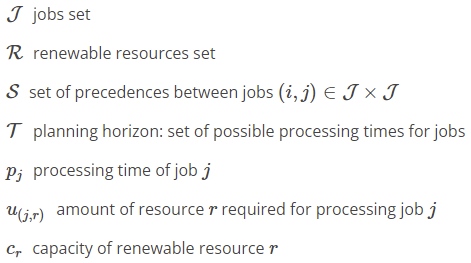 𝒥 jobs set
ℛ renewable resources set
𝒮 set of precedences between jobs (i, j) ∈ 𝒥 × 𝒥
𝒯 planning horizon: set of possible processing times for jobs
p_j processing time of job j
u_(j,r) amount of resource r required for processing job j
c_r capacity of renewable resource r